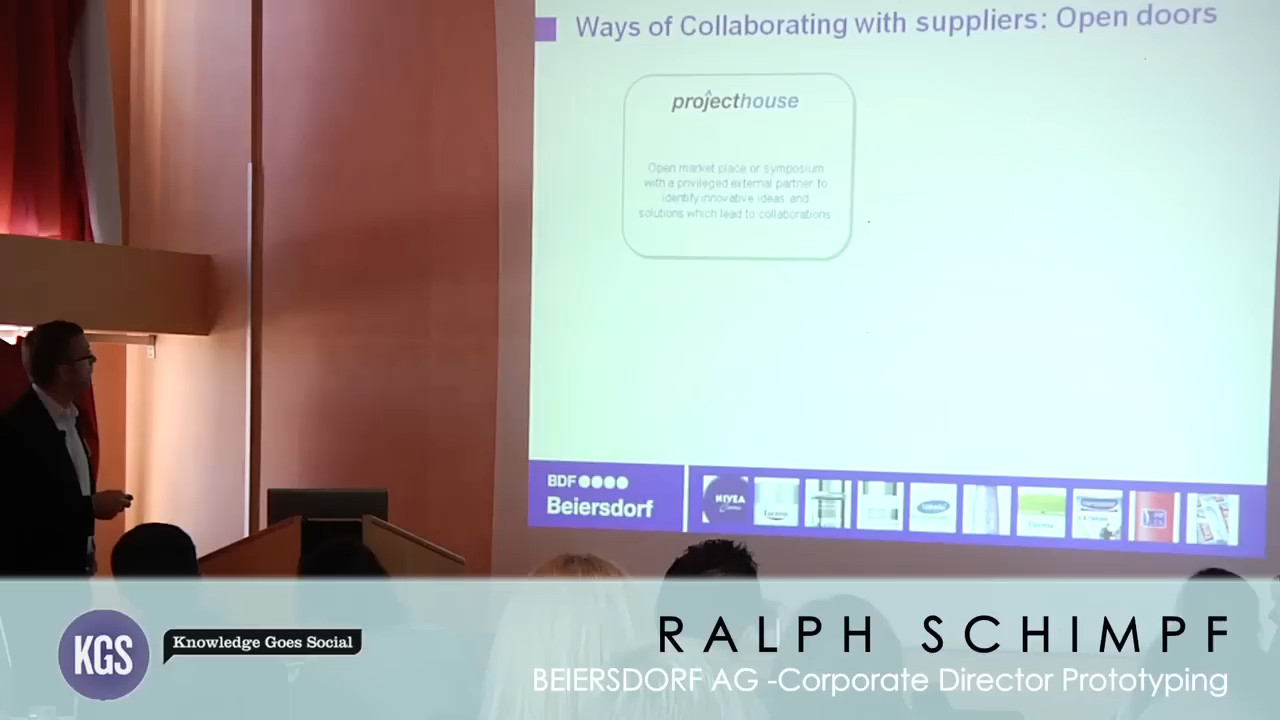 Ways of Collaborating with suppliers: Open doors
projecthouse
Open market place or symposium
with a privileged external partner to
identify innovative ideas and
solutions which lead to collaborations
BDF
Beiersdorf
NIVEA
Creme
Eucerin
KGS
Knowledge Goes Social
RALPH SCHIMPF
BEIERSDORF AG -Corporate Director Prototyping